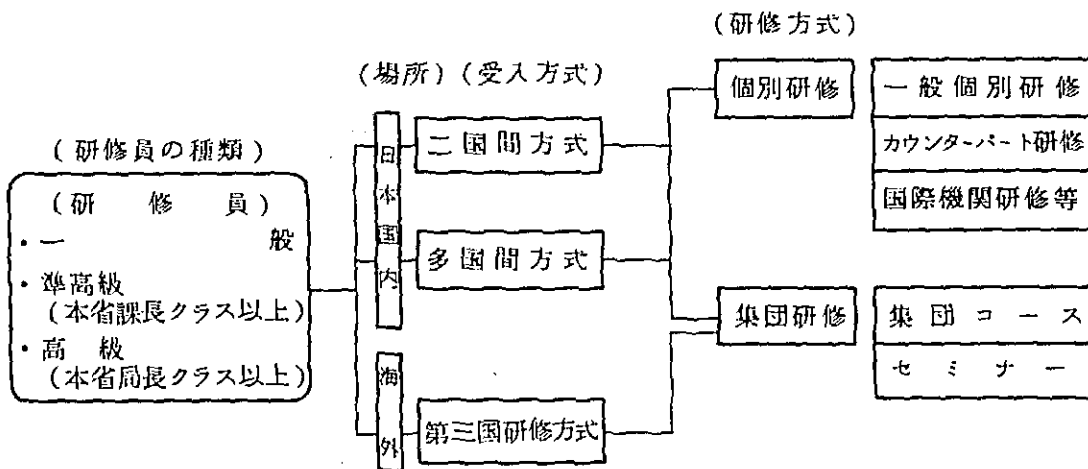 (研修方式)
(場所)(受入方式)
個別研修
一般個別研修
カウンターパート研修
国際機関研修等
(研修員の種類)
(研修員)
・一般
・準高級
(本省課長クラス以上)
・高級
(本省局長クラス以上)
日本国内
二国間方式
多国間方式
集団研修
集団コース
セミナー
海外
第三国研修方式